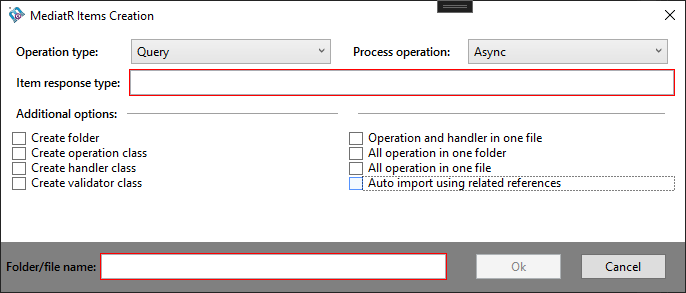 MediatR Items Creation
Operation type: Query Process operation: Async
Item response type:
Additional options:
Create folder
Create operation class
Create handler class
Create validator class
Operation and handler in one file
All operation in one folder
All operation in one file
Auto import using related references
Folder/file name: Ok Cancel